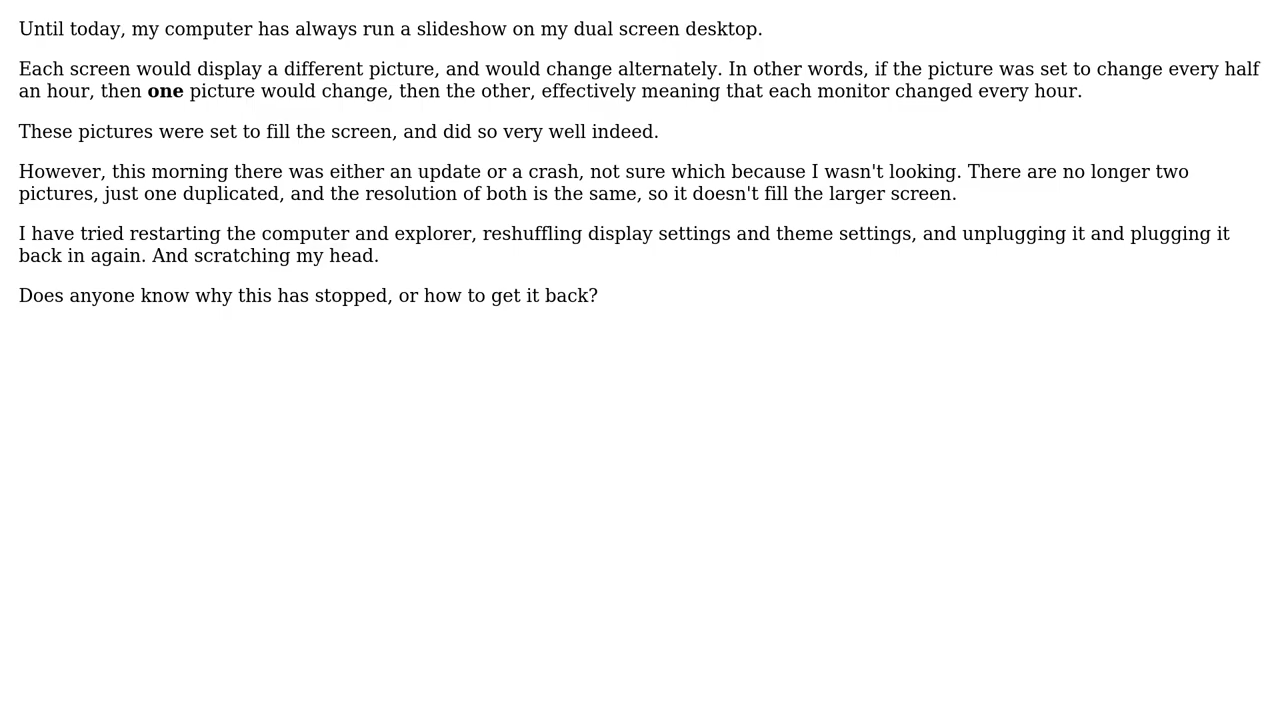 Until today, my computer has always run a slideshow on my dual screen desktop.
Each screen would display a different picture, and would change alternately. In other words, if the picture was set to change every half
an hour, then one picture would change, then the other, effectively meaning that each monitor changed every hour.
These pictures were set to fill the screen, and did so very well indeed.
However, this morning there was either an update or a crash, not sure which because I wasn't looking. There are no longer two
pictures, just one duplicated, and the resolution of both is the same, so it doesn't fill the larger screen.
I have tried restarting the computer and explorer, reshuffling display settings and theme settings, and unplugging it and plugging it
back in again. And scratching my head.
Does anyone know why this has stopped, or how to get it back?